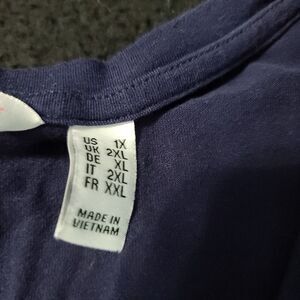 US 1X
UK 2XL
DE XL
IT 2XL
FR XXL
MADE IN
VIETNAM